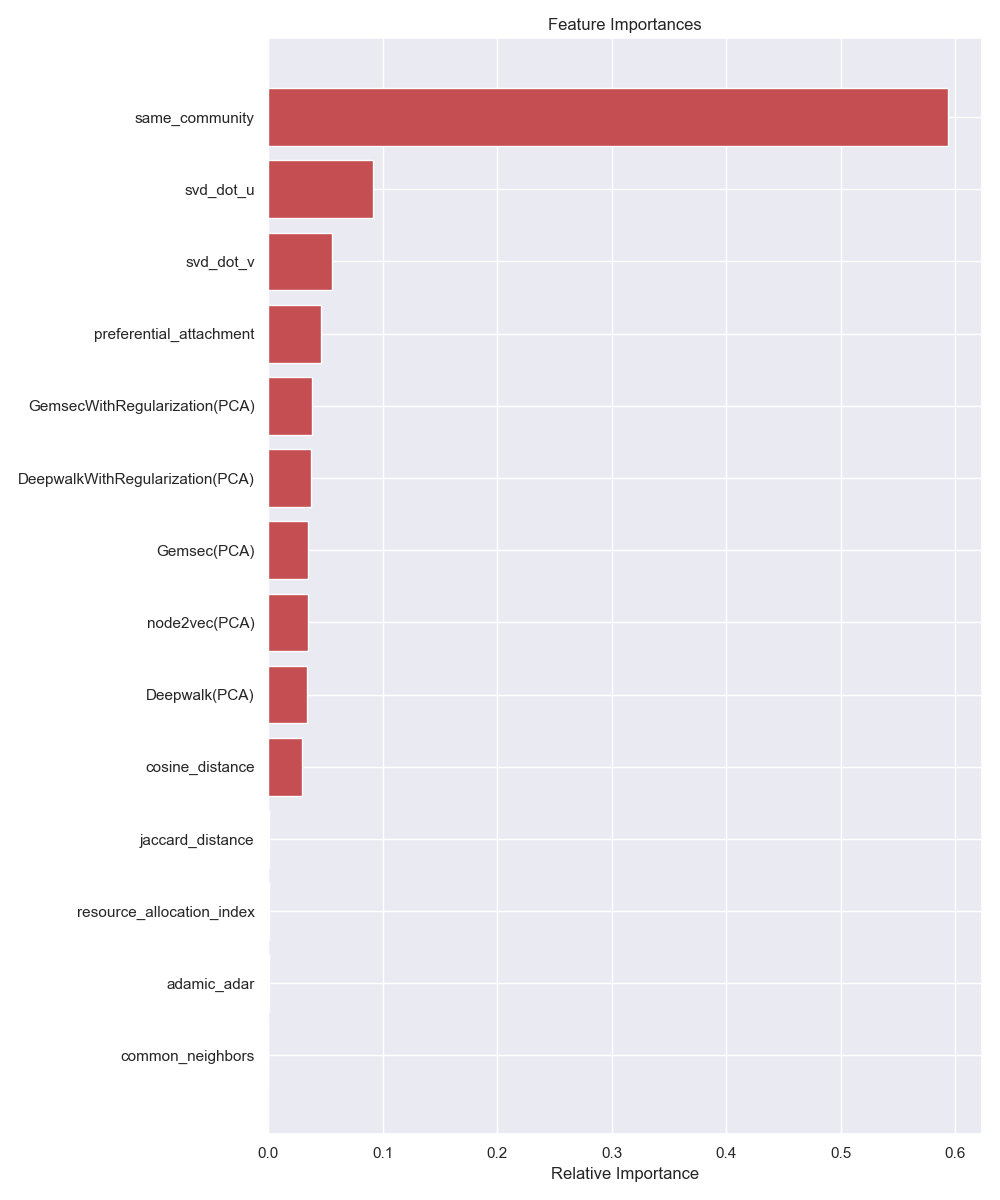 Feature Importances
same_community
svd_dot_u
svd_dot_v
preferential_attachment
GemsecWithRegularization(PCA)
DeepwalkWithRegularization(PCA)
Gemsec(PCA)
node2vec(PCA)
Deepwalk(PCA)
cosine_distance
jaccard_distance
resource_allocation_index
adamic_adar
common_neighbors
0.0 0.1 0.2 0.3 0.4 0.5 0.6
Relative Importance